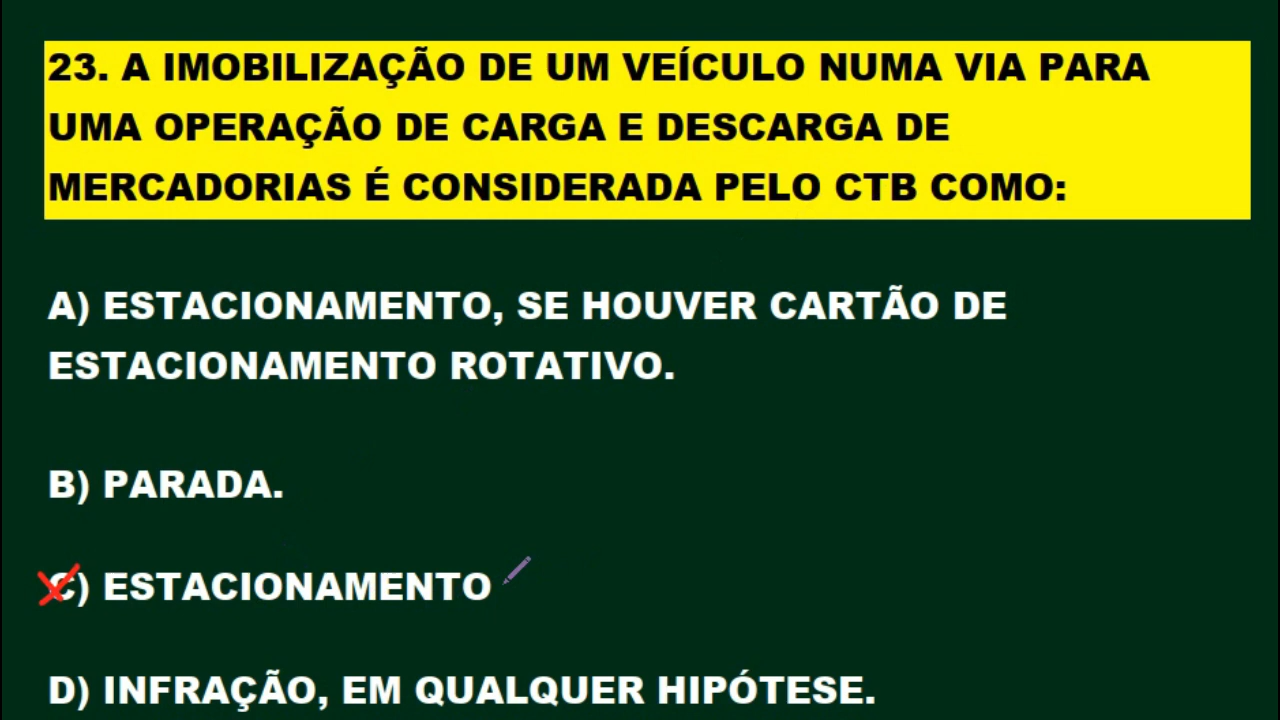 23. A IMOBILIZAÇÃO DE UM VEÍCULO NUMA VIA PARA
UMA OPERAÇÃO DE CARGA E DESCARGA DE
MERCADORIAS É CONSIDERADA PELO CTB COMO:
A) ESTACIONAMENTO, SE HOUVER CARTÃO DE
ESTACIONAMENTO ROTATIVO.
B) PARADA.
C) ESTACIONAMENTO
D) INFRAÇÃO, EM QUALQUER HIPÓTESE.